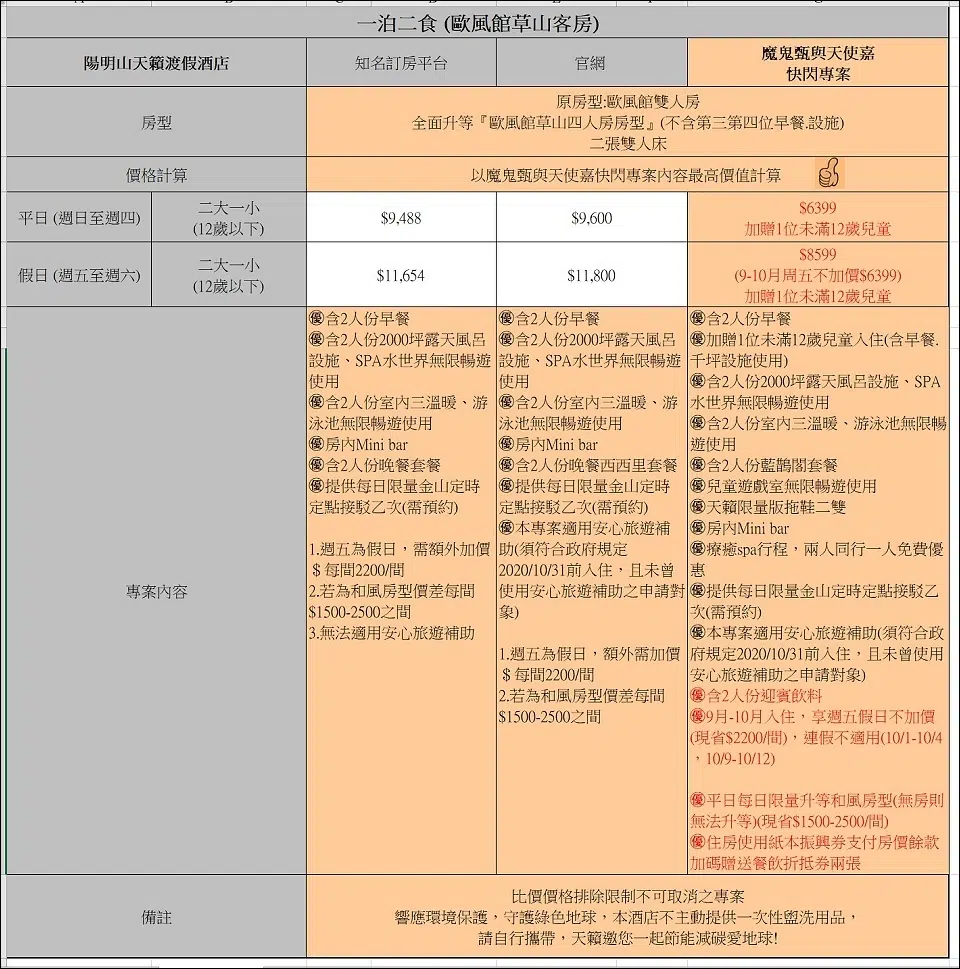 一泊二食 (歐風館草山客房)
陽明山天籟渡假酒店
知名訂房平台
官網
魔鬼甄與天使嘉
快閃專案
房型
原房型:歐風館雙人房
全面升等『歐風館草山四人房房型』(不含第三第四位早餐.設施)
二張雙人床
價格計算
以魔鬼甄與天使嘉快閃專案內容最高價值計算
平日 (週日至週四)
二大一小
(12歲以下)
$9,488
$9,600
$6399
加贈1位未滿12歲兒童
假日 (週五至週六)
二大一小
(12歲以下)
$11,654
$11,800
$8599
(9-10月周五不加價$6399)
加贈1位未滿12歲兒童
專案內容
優含2人份早餐
優含2人份2000坪露天風呂
設施、SPA水世界無限暢遊
使用
優含2人份室內三溫暖、游
泳池無限暢遊使用
優房內Mini bar
優含2人份晚餐套餐
優提供每日限量金山定時
定點接駁乙次(需預約)
1.週五為假日，需額外加價
＄每間2200/間
2.若為和風房型價差每間
$1500-2500之間
3.無法適用安心旅遊補助
優含2人份早餐
優含2人份2000坪露天風呂
設施、SPA水世界無限暢遊
使用
優含2人份室內三溫暖、游
泳池無限暢遊使用
優房內Mini bar
優含2人份晚餐西西里套餐
優提供每日限量金山定時
定點接駁乙次(需預約)
優本專案適用安心旅遊補
助(須符合政府規定
2020/10/31前入住，且未曾
使用安心旅遊補助之申請對
象)
1.週五為假日，額外需加價
＄每間2200/間
2.若為和風房型價差每間
$1500-2500之間
優含2人份早餐
優加贈1位未滿12歲兒童入住(含早餐.
千坪設施使用)
優含2人份2000坪露天風呂設施、SPA
水世界無限暢遊使用
優含2人份室內三溫暖、游泳池無限暢
遊使用
優含2人份藍鵲閣套餐
優兒童遊戲室無限暢遊使用
優天籟限量版拖鞋二雙
優房內Mini bar
優療癒spa行程，兩人同行一人免費優
惠
優提供每日限量金山定時定點接駁乙
次(需預約)
優本專案適用安心旅遊補助(須符合政
府規定2020/10/31前入住，且未曾使用
安心旅遊補助之申請對象)
優含2人份迎賓飲料
優9月-10月入住，享週五假日不加價
(現省$2200/間)，連假不適用(10/1-10/4
，10/9-10/12)
優平日每日限量升等和風房型(無房則
無法升等)(現省$1500-2500/間)
優住房使用紙本振興券支付房價餘款
加碼贈送餐飲折抵券兩張
備註
比價價格排除限制不可取消之專案
響應環境保護，守護綠色地球，本酒店不主動提供一次性盥洗用品，
請自行攜帶，天籟邀您一起節能減碳愛地球!